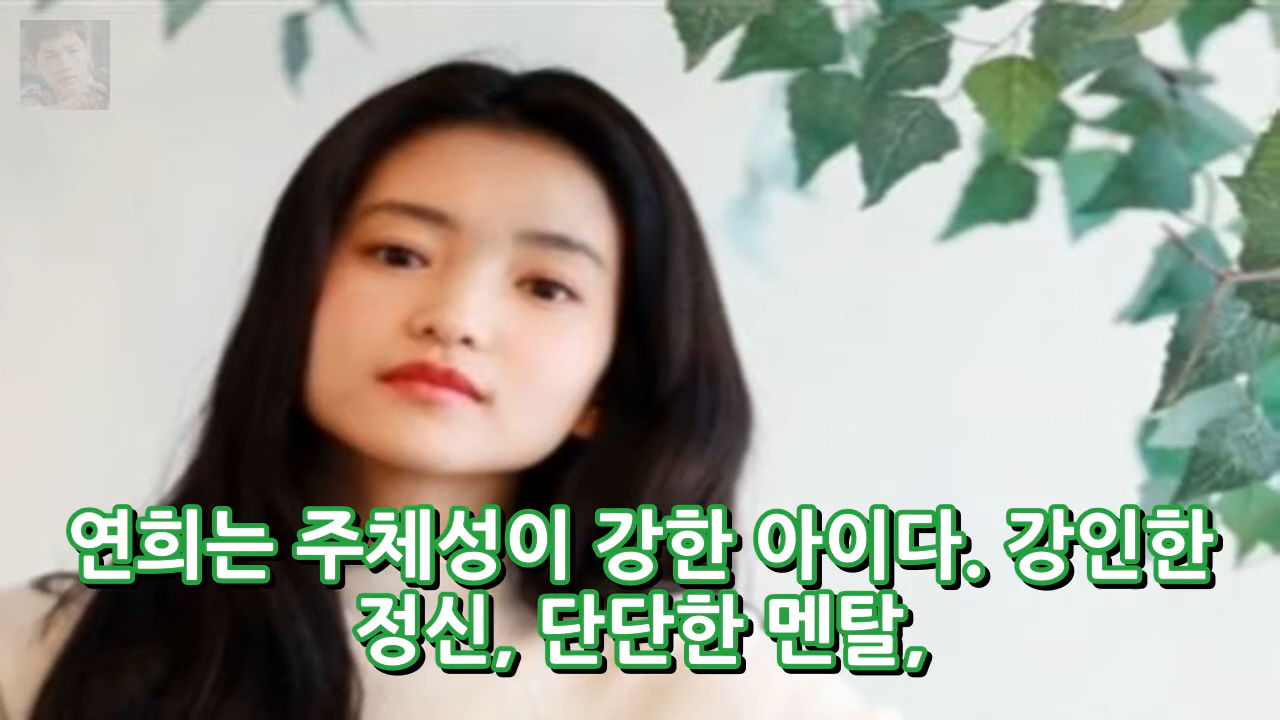 연희는 주체성이 강한 아이다. 강인한
정신, 단단한 멘탈,